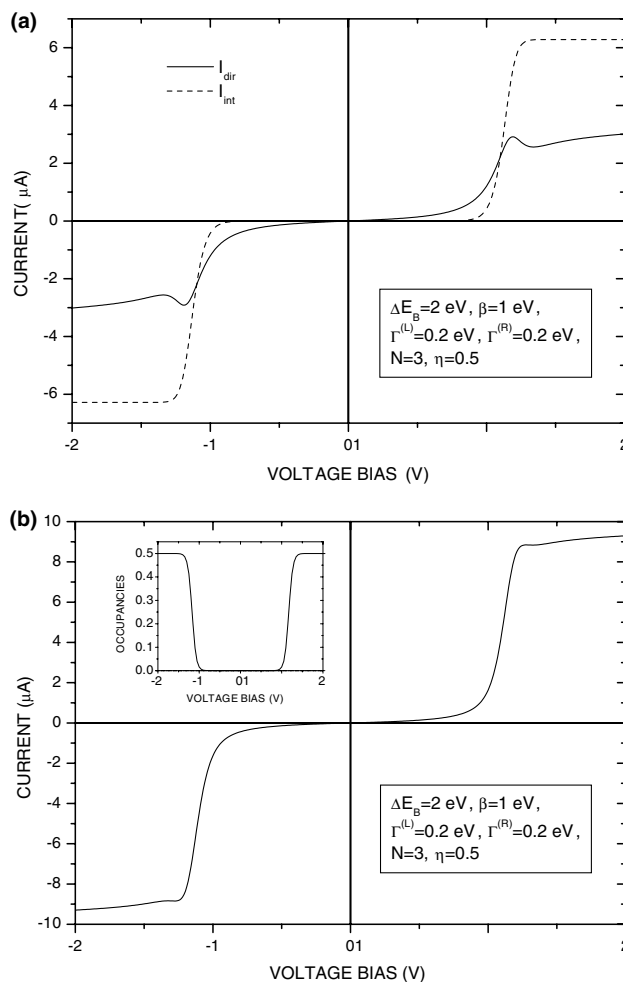 (a)
6
4
2
0
-2
-4
-6
CURRENT( μA)
I_dir
I_int
ΔE_B=2 eV, β=1 eV,
Γ^(L)=0.2 eV, Γ^(R)=0.2 eV,
N=3, η=0.5
-2 -1 01 2
VOLTAGE BIAS (V)
(b)
10
8
6
4
2
0
-2
-4
-6
-8
-10
CURRENT (μA)
0.5
0.4
0.3
0.2
0.1
0.0
OCCUPANCIES
-2 -1 01 2
VOLTAGE BIAS (V)
ΔE_B=2 eV, β=1 eV,
Γ^(L)=0.2 eV, Γ^(R)=0.2 eV,
N=3, η=0.5
-2 -1 01 2
VOLTAGE BIAS (V)